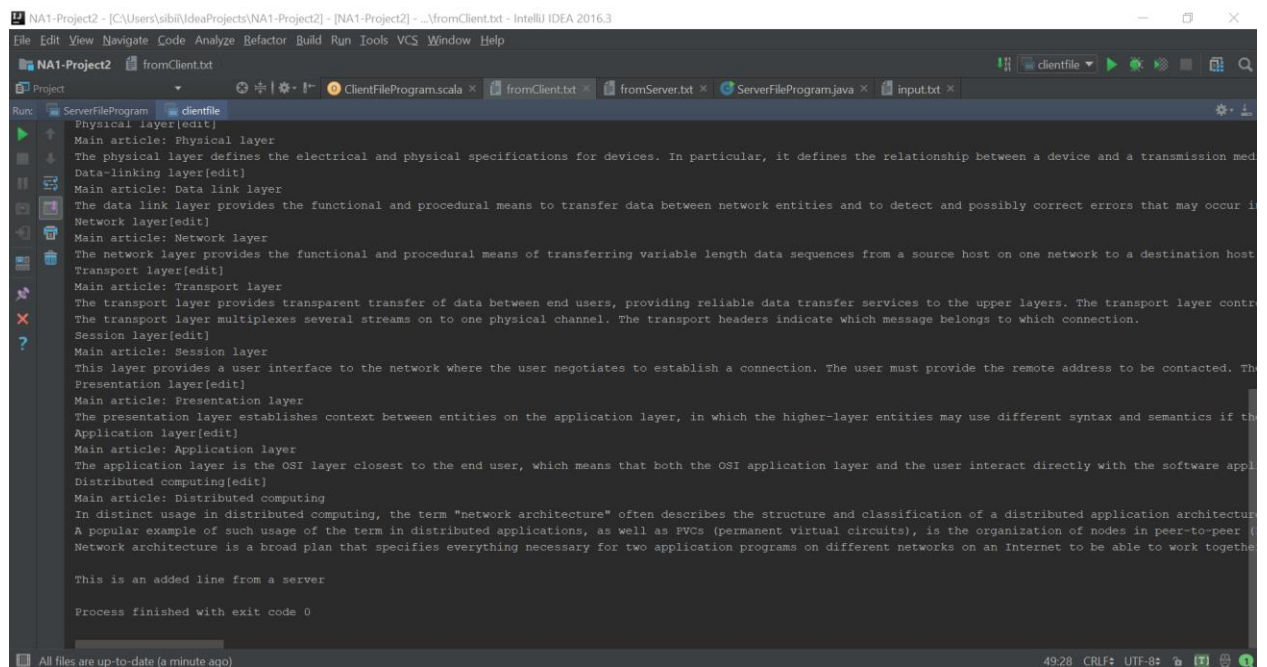 NA1-Project2 - [C:\Users\sibii\IdeaProjects\NA1-Project2] - [NA1-Project2] - ...\fromClient.txt - IntelliJ IDEA 2016.3
File Edit View Navigate Code Analyze Refactor Build Run Tools VCS Window Help
NA1-Project2 fromClient.txt clientfile
Project ClientFileProgram.scala fromClient.txt fromServer.txt ServerFileProgram.java input.txt
Run: ServerFileProgram clientfile
Physical layer[edit]
Main article: Physical layer
The physical layer defines the electrical and physical specifications for devices. In particular, it defines the relationship between a device and a transmission med
Data-linking layer[edit]
Main article: Data link layer
The data link layer provides the functional and procedural means to transfer data between network entities and to detect and possibly correct errors that may occur i
Network layer[edit]
Main article: Network layer
The network layer provides the functional and procedural means of transferring variable length data sequences from a source host on one network to a destination host
Transport layer[edit]
Main article: Transport layer
The transport layer provides transparent transfer of data between end users, providing reliable data transfer services to the upper layers. The transport layer contr
The transport layer multiplexes several streams on to one physical channel. The transport headers indicate which message belongs to which connection.
Session layer[edit]
Main article: Session layer
This layer provides a user interface to the network where the user negotiates to establish a connection. The user must provide the remote address to be contacted. Th
Presentation layer[edit]
Main article: Presentation layer
The presentation layer establishes context between entities on the application layer, in which the higher-layer entities may use different syntax and semantics if th
Application layer[edit]
Main article: Application layer
The application layer is the OSI layer closest to the end user, which means that both the OSI application layer and the user interact directly with the software appl
Distributed computing[edit]
Main article: Distributed computing
In distinct usage in distributed computing, the term "network architecture" often describes the structure and classification of a distributed application architectur
A popular example of such usage of the term in distributed applications, as well as PVCs (permanent virtual circuits), is the organization of nodes in peer-to-peer (
Network architecture is a broad plan that specifies everything necessary for two application programs on different networks on an Internet to be able to work togethe
This is an added line from a server
Process finished with exit code 0
All files are up-to-date (a minute ago) 49:28 CRLF UTF-8 [T] 1